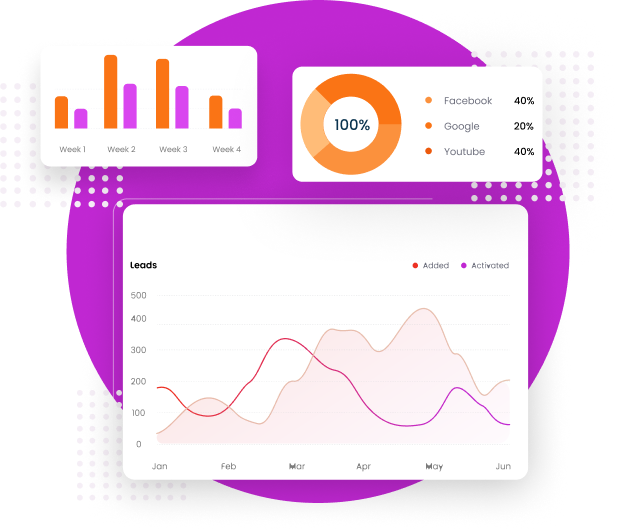 Week 1 Week 2 Week 3 Week 4
100%
Facebook 40%
Google 20%
Youtube 40%
Leads
Added Activated
500
400
300
200
100
0
Jan Feb Mar Apr May Jun